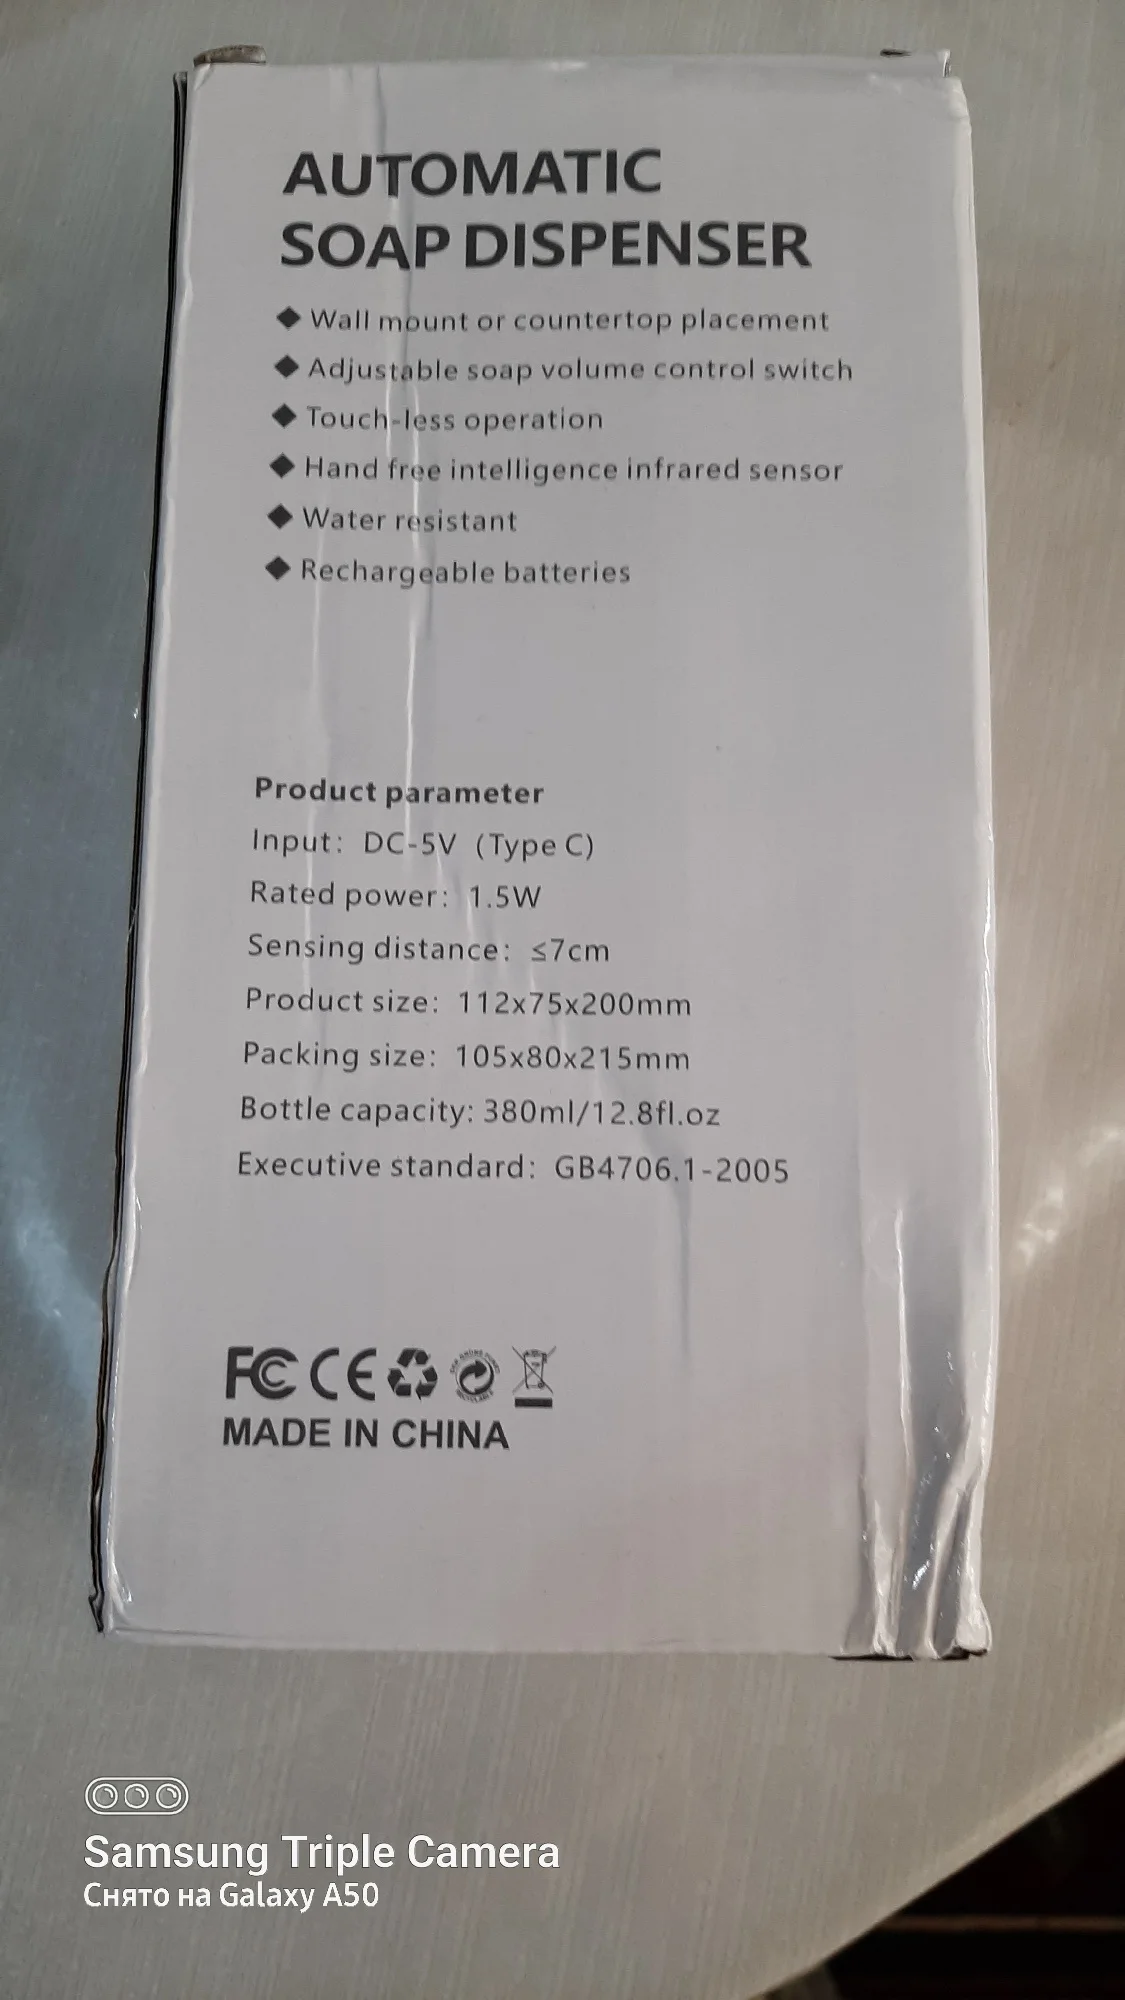 AUTOMATIC
SOAP DISPENSER
◆ Wall mount or countertop placement
◆ Adjustable soap volume control switch
◆ Touch-less operation
◆ Hand free intelligence infrared sensor
◆ Water resistant
◆ Rechargeable batteries
Product parameter
Input: DC-5V (Type C)
Rated power: 1.5W
Sensing distance: ≤7cm
Product size: 112x75x200mm
Packing size: 105x80x215mm
Bottle capacity: 380ml/12.8fl.oz
Executive standard: GB4706.1-2005
FC CE
MADE IN CHINA
Samsung Triple Camera
Снято на Galaxy A50